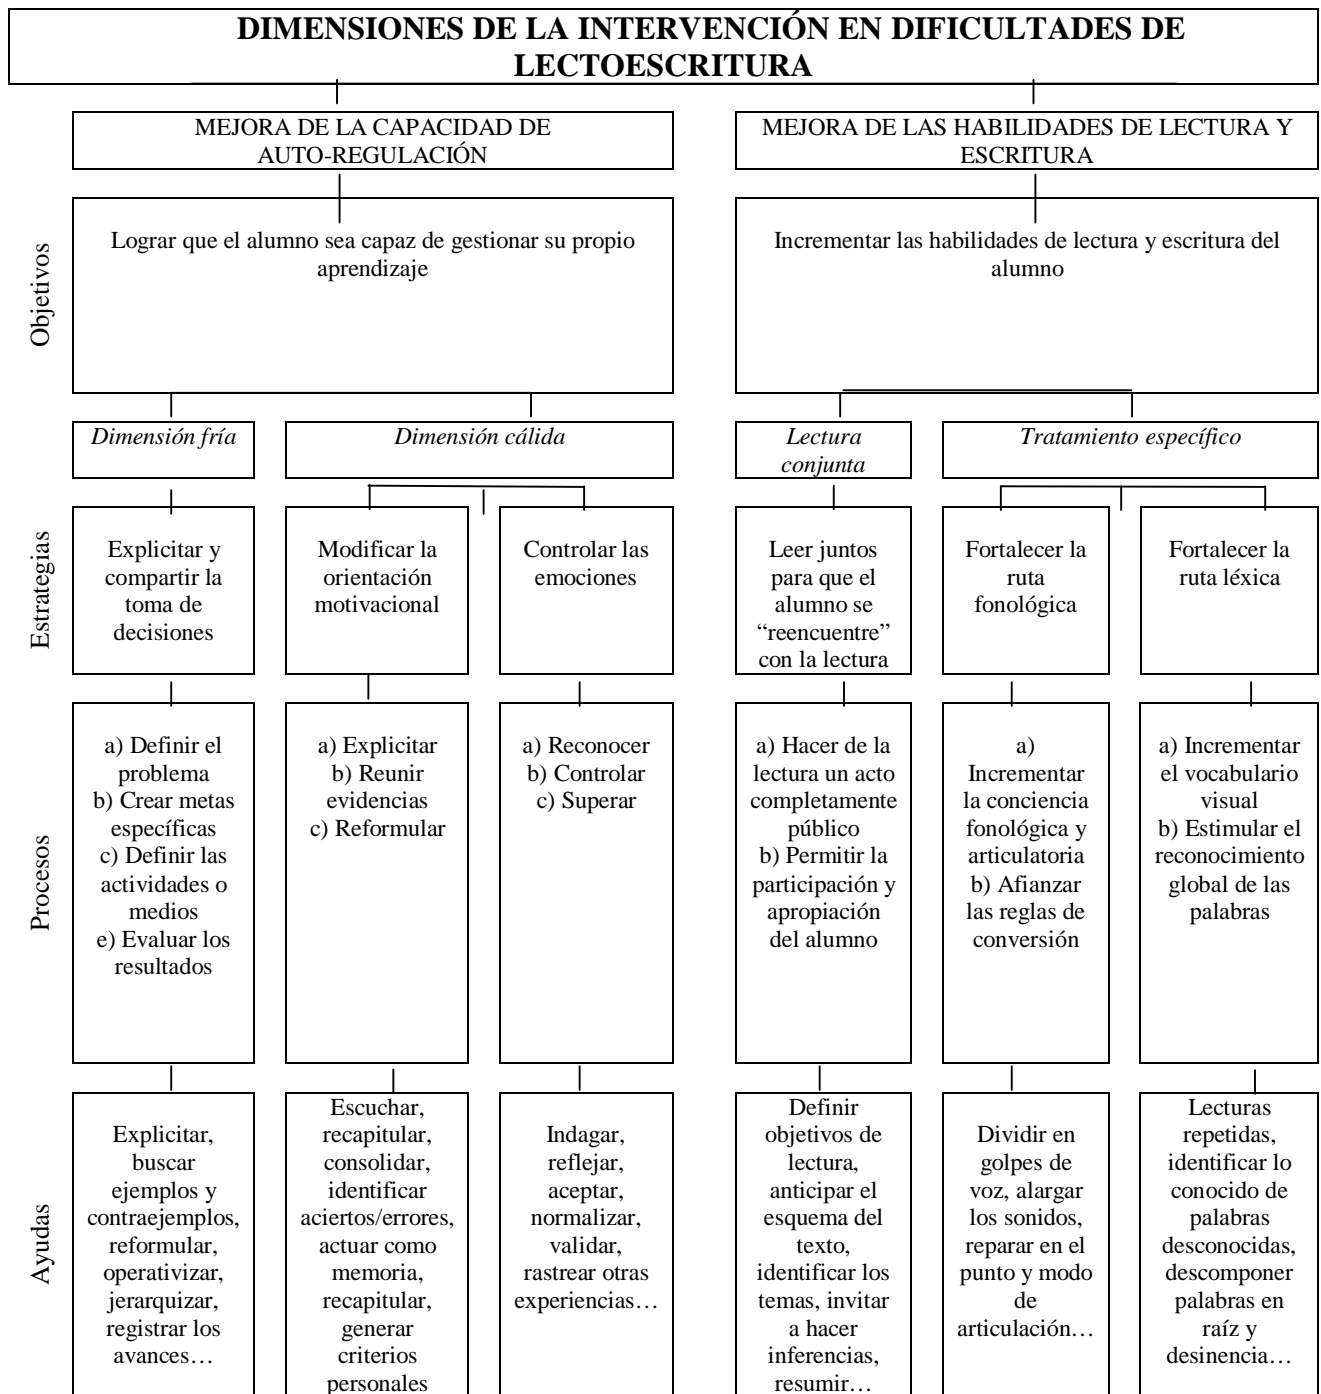 DIMENSIONES DE LA INTERVENCIÓN EN DIFICULTADES DE
LECTOESCRITURA
MEJORA DE LA CAPACIDAD DE
AUTO-REGULACIÓN
MEJORA DE LAS HABILIDADES DE LECTURA Y
ESCRITURA
Objetivos
Lograr que el alumno sea capaz de gestionar su propio
aprendizaje
Incrementar las habilidades de lectura y escritura del
alumno
Dimensión fría
Dimensión cálida
Lectura
conjunta
Tratamiento específico
Estrategias
Explicitar y
compartir la
toma de
decisiones
Modificar la
orientación
motivacional
Controlar las
emociones
Leer juntos
para que el
alumno se
“reencuentre”
con la lectura
Fortalecer la
ruta
fonológica
Fortalecer la
ruta léxica
Procesos
a) Definir el
problema
b) Crear metas
específicas
c) Definir las
actividades o
medios
e) Evaluar los
resultados
a) Explicitar
b) Reunir
evidencias
c) Reformular
a) Reconocer
b) Controlar
c) Superar
a) Hacer de la
lectura un acto
completamente
público
b) Permitir la
participación y
apropiación
del alumno
a)
Incrementar
la conciencia
fonológica y
articulatoria
b) Afianzar
las reglas de
conversión
a) Incrementar
el vocabulario
visual
b) Estimular el
reconocimiento
global de las
palabras
Ayudas
Explicitar,
buscar
ejemplos y
contraejemplos,
reformular,
operativizar,
jerarquizar,
registrar los
avances…
Escuchar,
recapitular,
consolidar,
identificar
aciertos/errores,
actuar como
memoria,
recapitular,
generar
criterios
personales
Indagar,
reflejar,
aceptar,
normalizar,
validar,
rastrear otras
experiencias…
Definir
objetivos de
lectura,
anticipar el
esquema del
texto,
identificar los
temas, invitar
a hacer
inferencias,
resumir…
Dividir en
golpes de
voz, alargar
los sonidos,
reparar en el
punto y modo
de
articulación…
Lecturas
repetidas,
identificar lo
conocido de
palabras
desconocidas,
descomponer
palabras en
raíz y
desinencia…